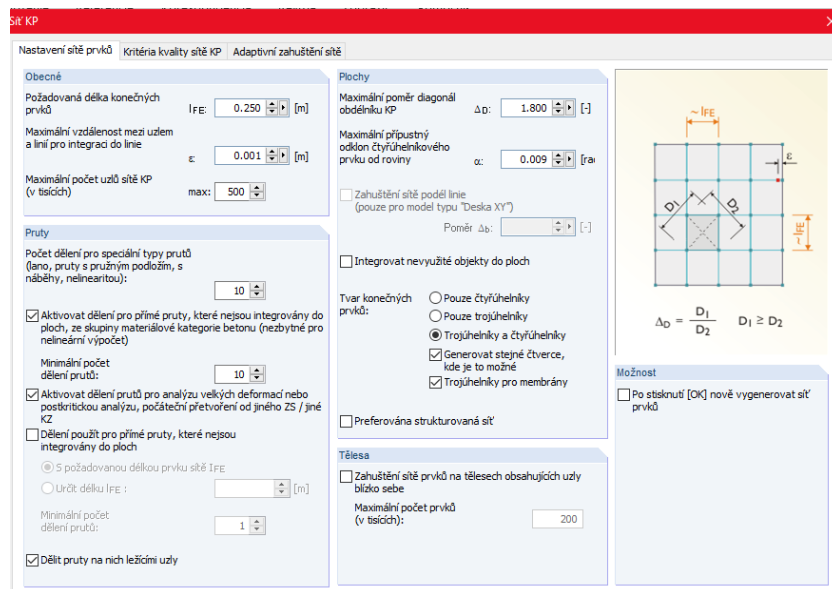 Síť KP
Nastavení sítě prvků
Kritéria kvality sítě KP
Adaptivní zahuštění sítě
Obecné
Požadovaná délka konečných
prvků
lFE:
0.250
[m]
Maximální vzdálenost mezi uzlem
a linií pro integraci do linie
ε:
0.001
[m]
Maximální počet uzlů sítě KP
(v tisících)
max:
500
Pruty
Počet dělení pro speciální typy prutů
(lano, pruty s pružným podložím, s
náběhy, nelinearitou):
10
Aktivovat dělení pro přímé pruty, které nejsou integrovány do
ploch, ze skupiny materiálové kategorie betonu (nezbytné pro
nelineární výpočet)
Minimální počet
dělení prutů:
10
Aktivovat dělení prutů pro analýzu velkých deformací nebo
postkritickou analýzu, počáteční přetvoření od jiného ZS / jiné
KZ
Dělení použít pro přímé pruty, které nejsou
integrovány do ploch
S požadovanou délkou prvku sítě lFE
Určit délku lFE :
[m]
Minimální počet
dělení prutů:
1
Dělit pruty na nich ležícími uzly
Plochy
Maximální poměr diagonál
obdélníku KP
ΔD:
1.800
[-]
Maximální přípustný
odklon čtyřúhelníkového
prvku od roviny
α:
0.009
[ra
Zahuštění sítě podél linie
(pouze pro model typu "Deska XY")
Poměr Δb:
[-]
Integrovat nevyužité objekty do ploch
Tvar konečných
prvků:
Pouze čtyřúhelníky
Pouze trojúhelníky
Trojúhelníky a čtyřúhelníky
Generovat stejné čtverce,
kde je to možné
Trojúhelníky pro membrány
Preferována strukturovaná síť
Tělesa
Zahuštění sítě prvků na tělesech obsahujících uzly
blízko sebe
Maximální počet prvků
(v tisících):
200
~ lFE
ε
D1
D2
~ lFE
ΔD = D1 / D2 D1 ≥ D2
Možnost
Po stisknutí [OK] nově vygenerovat síť
prvků